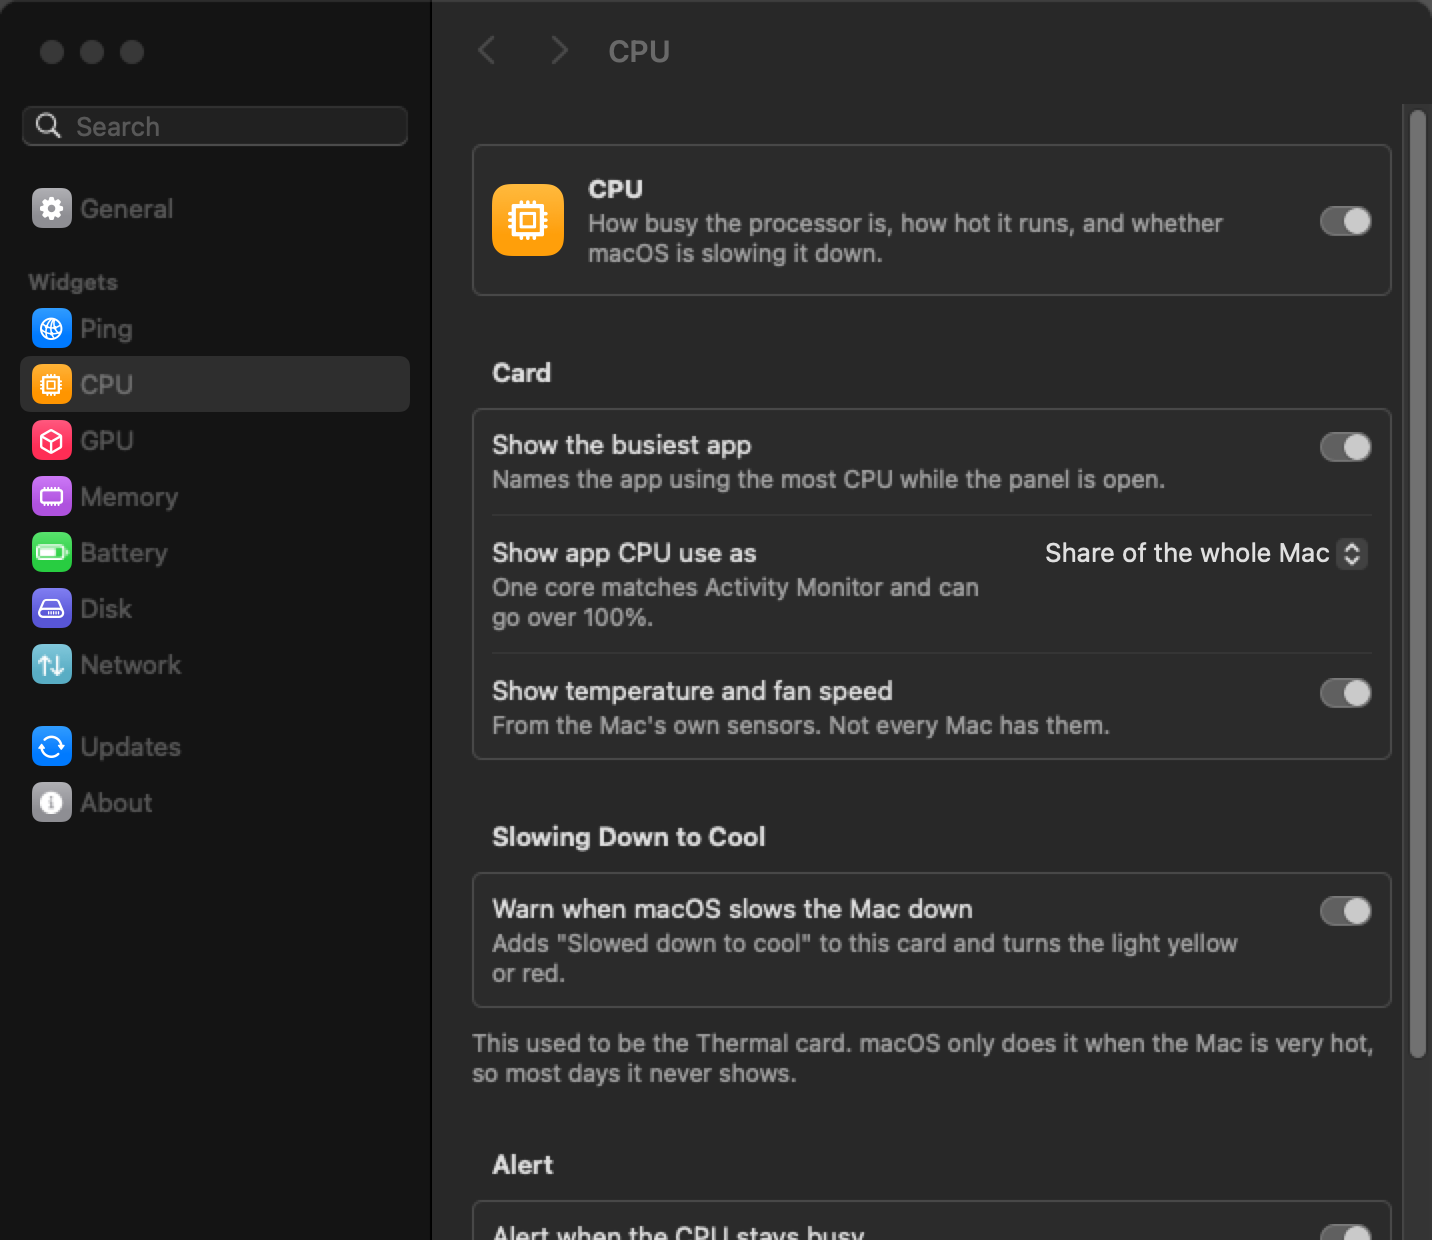 CPU
Search
General
Widgets
Ping
CPU
GPU
Memory
Battery
Disk
Network
Updates
About
CPU
How busy the processor is, how hot it runs, and whether
macOS is slowing it down.
Card
Show the busiest app
Names the app using the most CPU while the panel is open.
Show app CPU use as
Share of the whole Mac
One core matches Activity Monitor and can
go over 100%.
Show temperature and fan speed
From the Mac's own sensors. Not every Mac has them.
Slowing Down to Cool
Warn when macOS slows the Mac down
Adds "Slowed down to cool" to this card and turns the light yellow
or red.
This used to be the Thermal card. macOS only does it when the Mac is very hot,
so most days it never shows.
Alert
Alert when the CPU stays busy